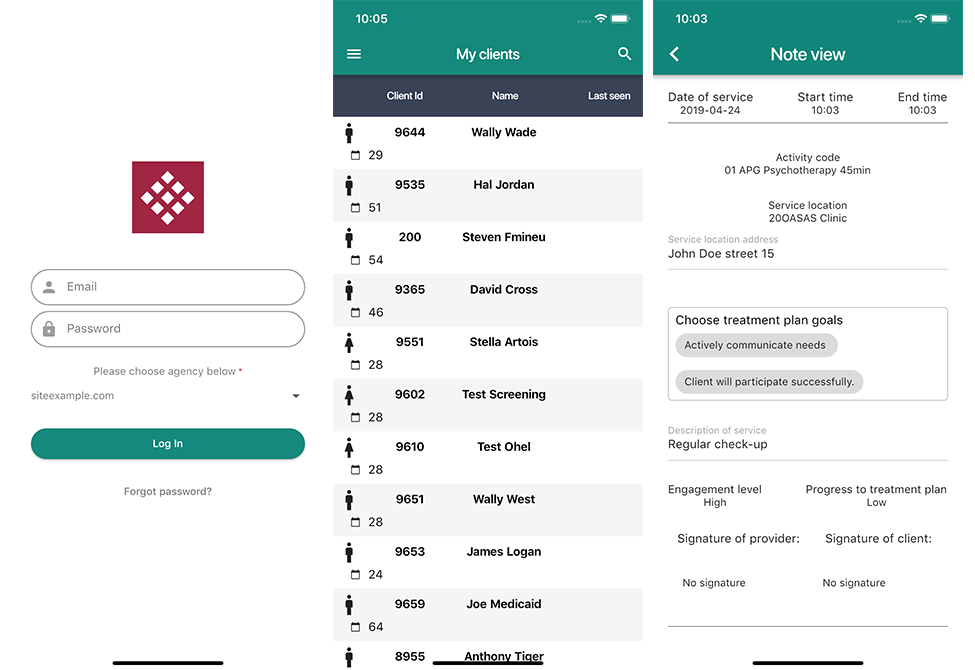 Email
Password
Please choose agency below *
siteexample.com
Log In
Forgot password?
10:05
My clients
Client Id Name Last seen
9644 Wally Wade
29
9535 Hal Jordan
51
200 Steven Fmineu
54
9365 David Cross
46
9551 Stella Artois
28
9602 Test Screening
28
9610 Test Ohel
28
9651 Wally West
28
9653 James Logan
24
9659 Joe Medicaid
64
8955 Anthony Tiger
10:03
Note view
Date of service Start time End time
2019-04-24 10:03 10:03
Activity code
01 APG Psychotherapy 45min
Service location
20OASAS Clinic
Service location address
John Doe street 15
Choose treatment plan goals
Actively communicate needs
Client will participate successfully.
Description of service
Regular check-up
Engagement level Progress to treatment plan
High Low
Signature of provider: Signature of client:
No signature No signature